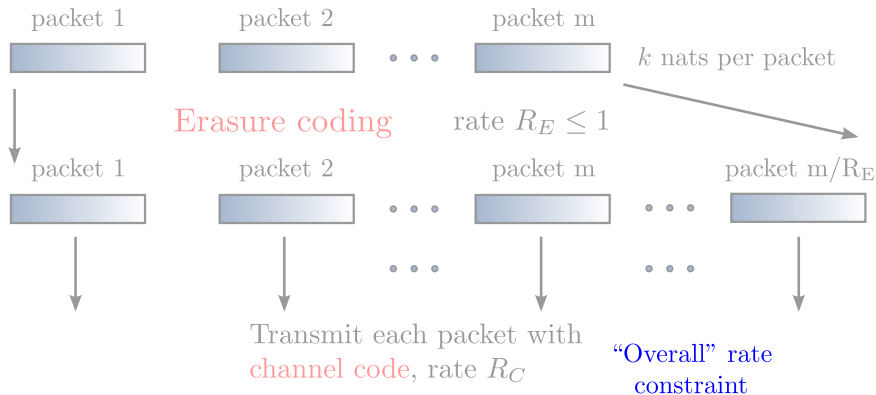 packet 1 packet 2 packet m
k nats per packet
Erasure coding rate R_E ≤ 1
packet 1 packet 2 packet m packet m/R_E
Transmit each packet with
channel code, rate R_C
“Overall” rate
constraint